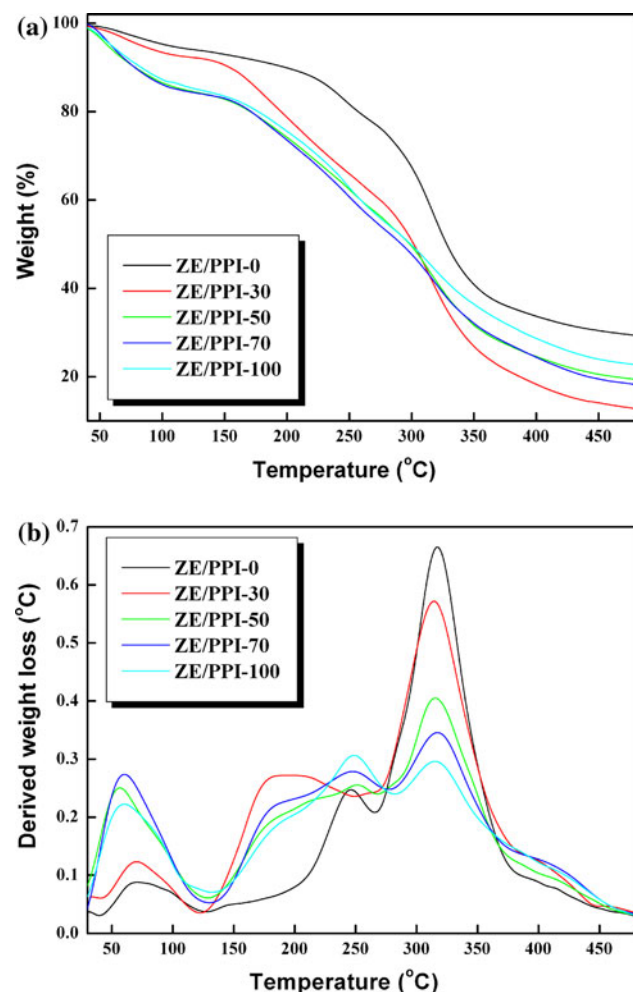 (a)
100
80
60
40
20
Weight (%)
ZE/PPI-0
ZE/PPI-30
ZE/PPI-50
ZE/PPI-70
ZE/PPI-100
50 100 150 200 250 300 350 400 450
Temperature (°C)
(b)
0.7
0.6
0.5
0.4
0.3
0.2
0.1
0.0
Derived weight loss (°C)
ZE/PPI-0
ZE/PPI-30
ZE/PPI-50
ZE/PPI-70
ZE/PPI-100
50 100 150 200 250 300 350 400 450
Temperature (°C)